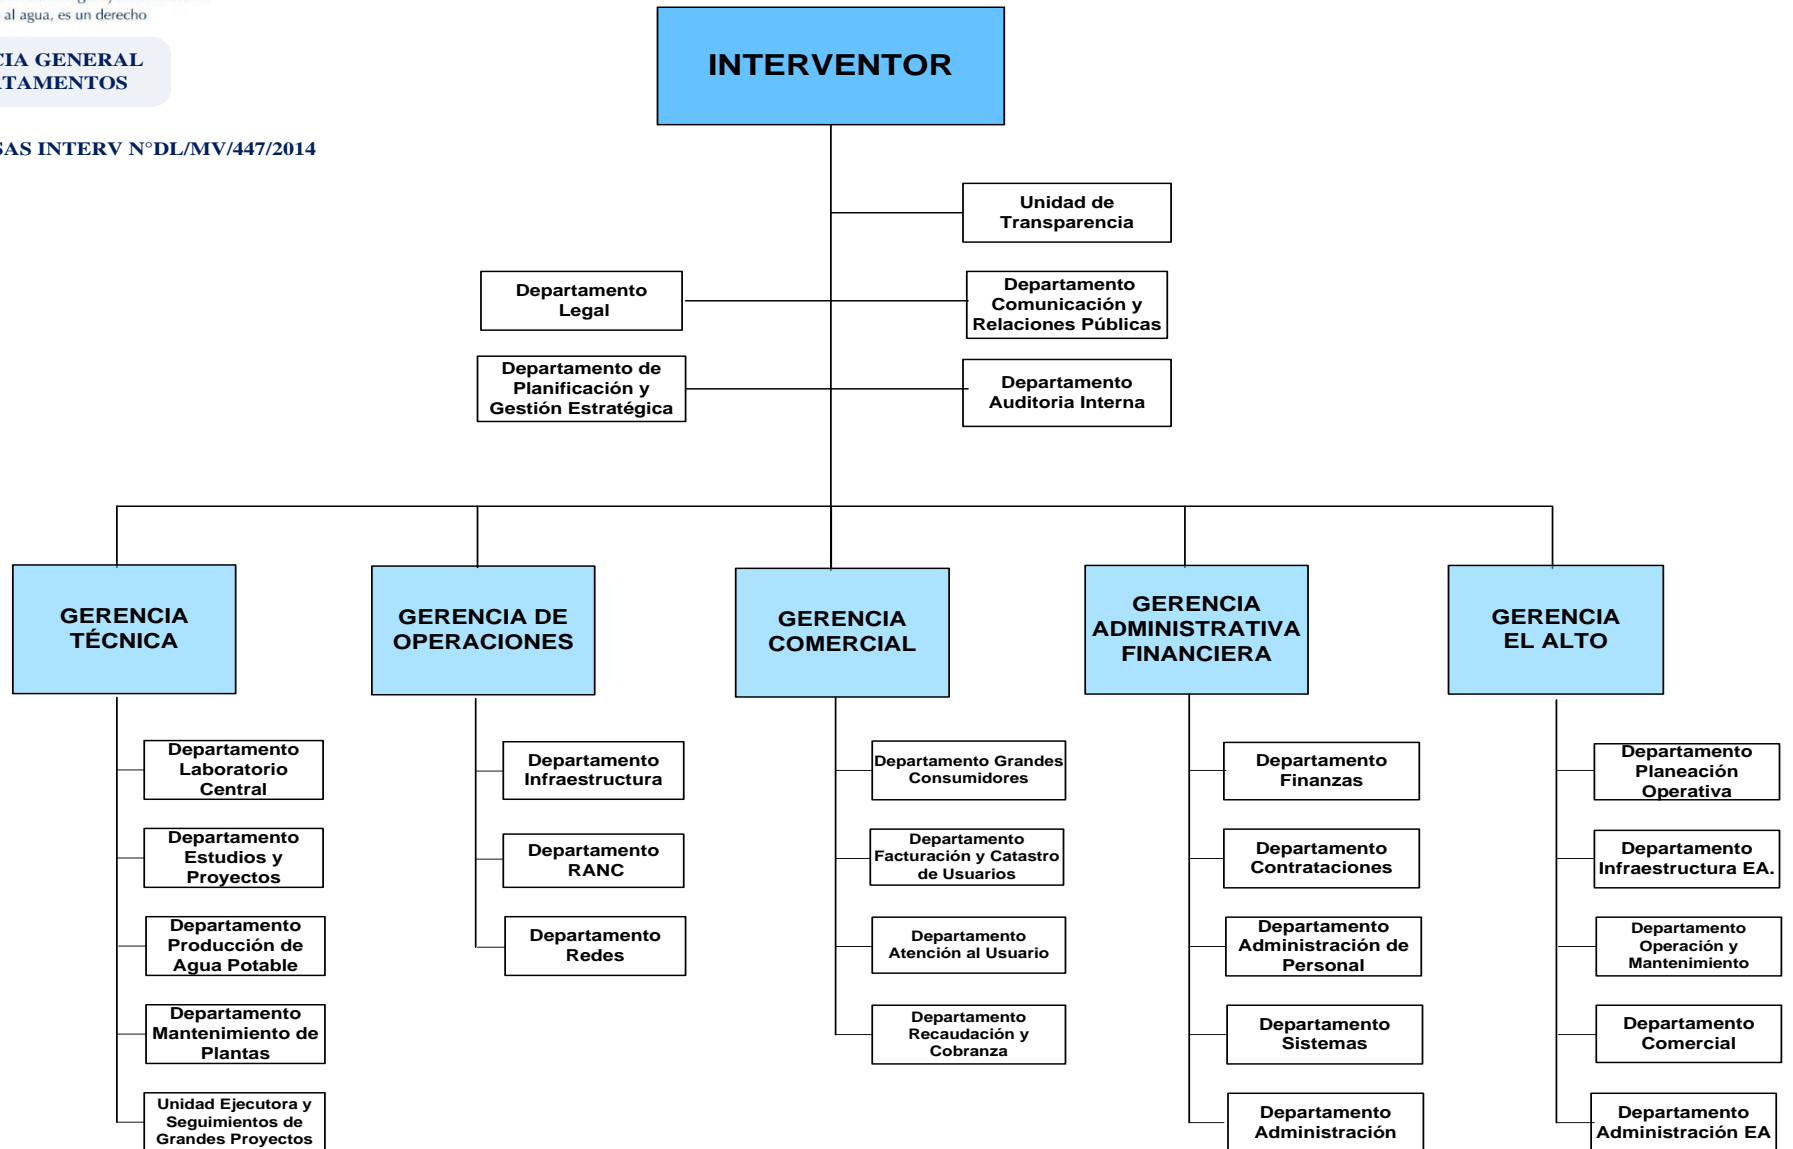 al agua, es un derecho
CIA GENERAL
RTAMENTOS
SAS INTERV N°DL/MV/447/2014
INTERVENTOR
Unidad de
Transparencia
Departamento
Legal
Departamento
Comunicación y
Relaciones Públicas
Departamento de
Planificación y
Gestión Estratégica
Departamento
Auditoria Interna
GERENCIA
TÉCNICA
GERENCIA DE
OPERACIONES
GERENCIA
COMERCIAL
GERENCIA
ADMINISTRATIVA
FINANCIERA
GERENCIA
EL ALTO
Departamento
Laboratorio
Central
Departamento
Estudios y
Proyectos
Departamento
Producción de
Agua Potable
Departamento
Mantenimiento de
Plantas
Unidad Ejecutora y
Seguimientos de
Grandes Proyectos
Departamento
Infraestructura
Departamento
RANC
Departamento
Redes
Departamento Grandes
Consumidores
Departamento
Facturación y Catastro
de Usuarios
Departamento
Atención al Usuario
Departamento
Recaudación y
Cobranza
Departamento
Finanzas
Departamento
Contrataciones
Departamento
Administración de
Personal
Departamento
Sistemas
Departamento
Administración
Departamento
Planeación
Operativa
Departamento
Infraestructura EA.
Departamento
Operación y
Mantenimiento
Departamento
Comercial
Departamento
Administración EA